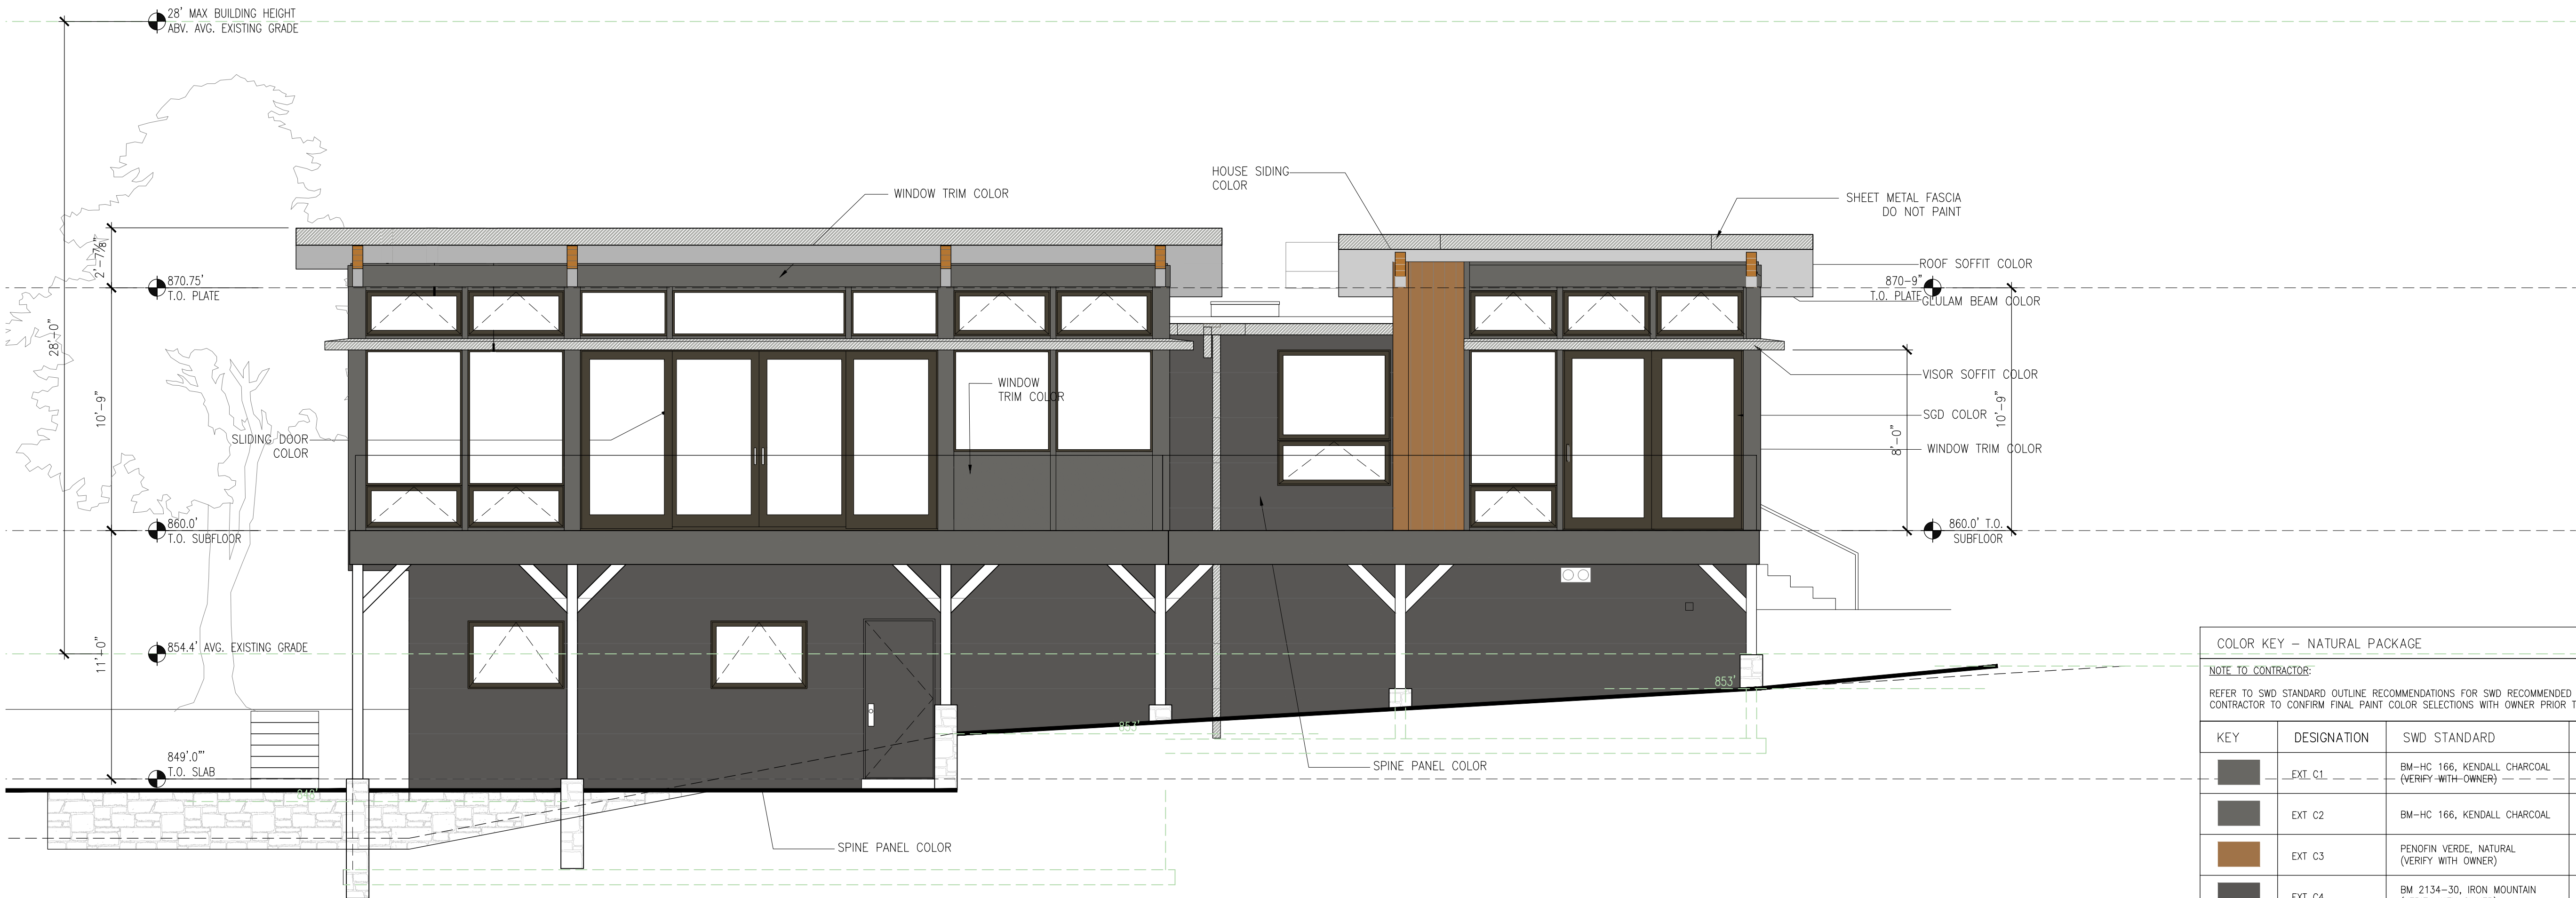 28' MAX BUILDING HEIGHT
ABV. AVG. EXISTING GRADE
HOUSE SIDING
COLOR
WINDOW TRIM COLOR
SHEET METAL FASCIA
DO NOT PAINT
2'-7⅞"
870.75'
T.O. PLATE
ROOF SOFFIT COLOR
870-9"
T.O. PLATE
GLULAM BEAM COLOR
28'-0"
10'-9"
WINDOW
TRIM COLOR
VISOR SOFFIT COLOR
SGD COLOR
10'-9"
8'-0"
SLIDING DOOR
COLOR
WINDOW TRIM COLOR
860.0'
T.O. SUBFLOOR
860.0' T.O.
SUBFLOOR
11'-0"
854.4' AVG. EXISTING GRADE
853'
853'
849'.0"'
T.O. SLAB
848'
SPINE PANEL COLOR
SPINE PANEL COLOR
COLOR KEY – NATURAL PACKAGE
NOTE TO CONTRACTOR:
REFER TO SWD STANDARD OUTLINE RECOMMENDATIONS FOR SWD RECOMMENDED
CONTRACTOR TO CONFIRM FINAL PAINT COLOR SELECTIONS WITH OWNER PRIOR T
KEY DESIGNATION SWD STANDARD
EXT C1 BM-HC 166, KENDALL CHARCOAL
(VERIFY WITH OWNER)
EXT C2 BM-HC 166, KENDALL CHARCOAL
EXT C3 PENOFIN VERDE, NATURAL
(VERIFY WITH OWNER)
EXT C4 BM 2134-30, IRON MOUNTAIN